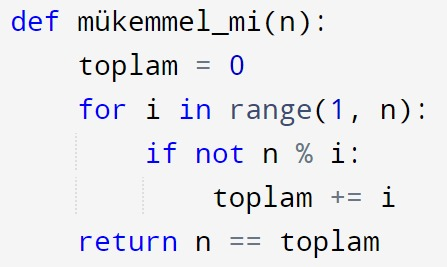 def mükemmel_mi(n):
    toplam = 0
    for i in range(1, n):
        if not n % i:
            toplam += i
    return n == toplam